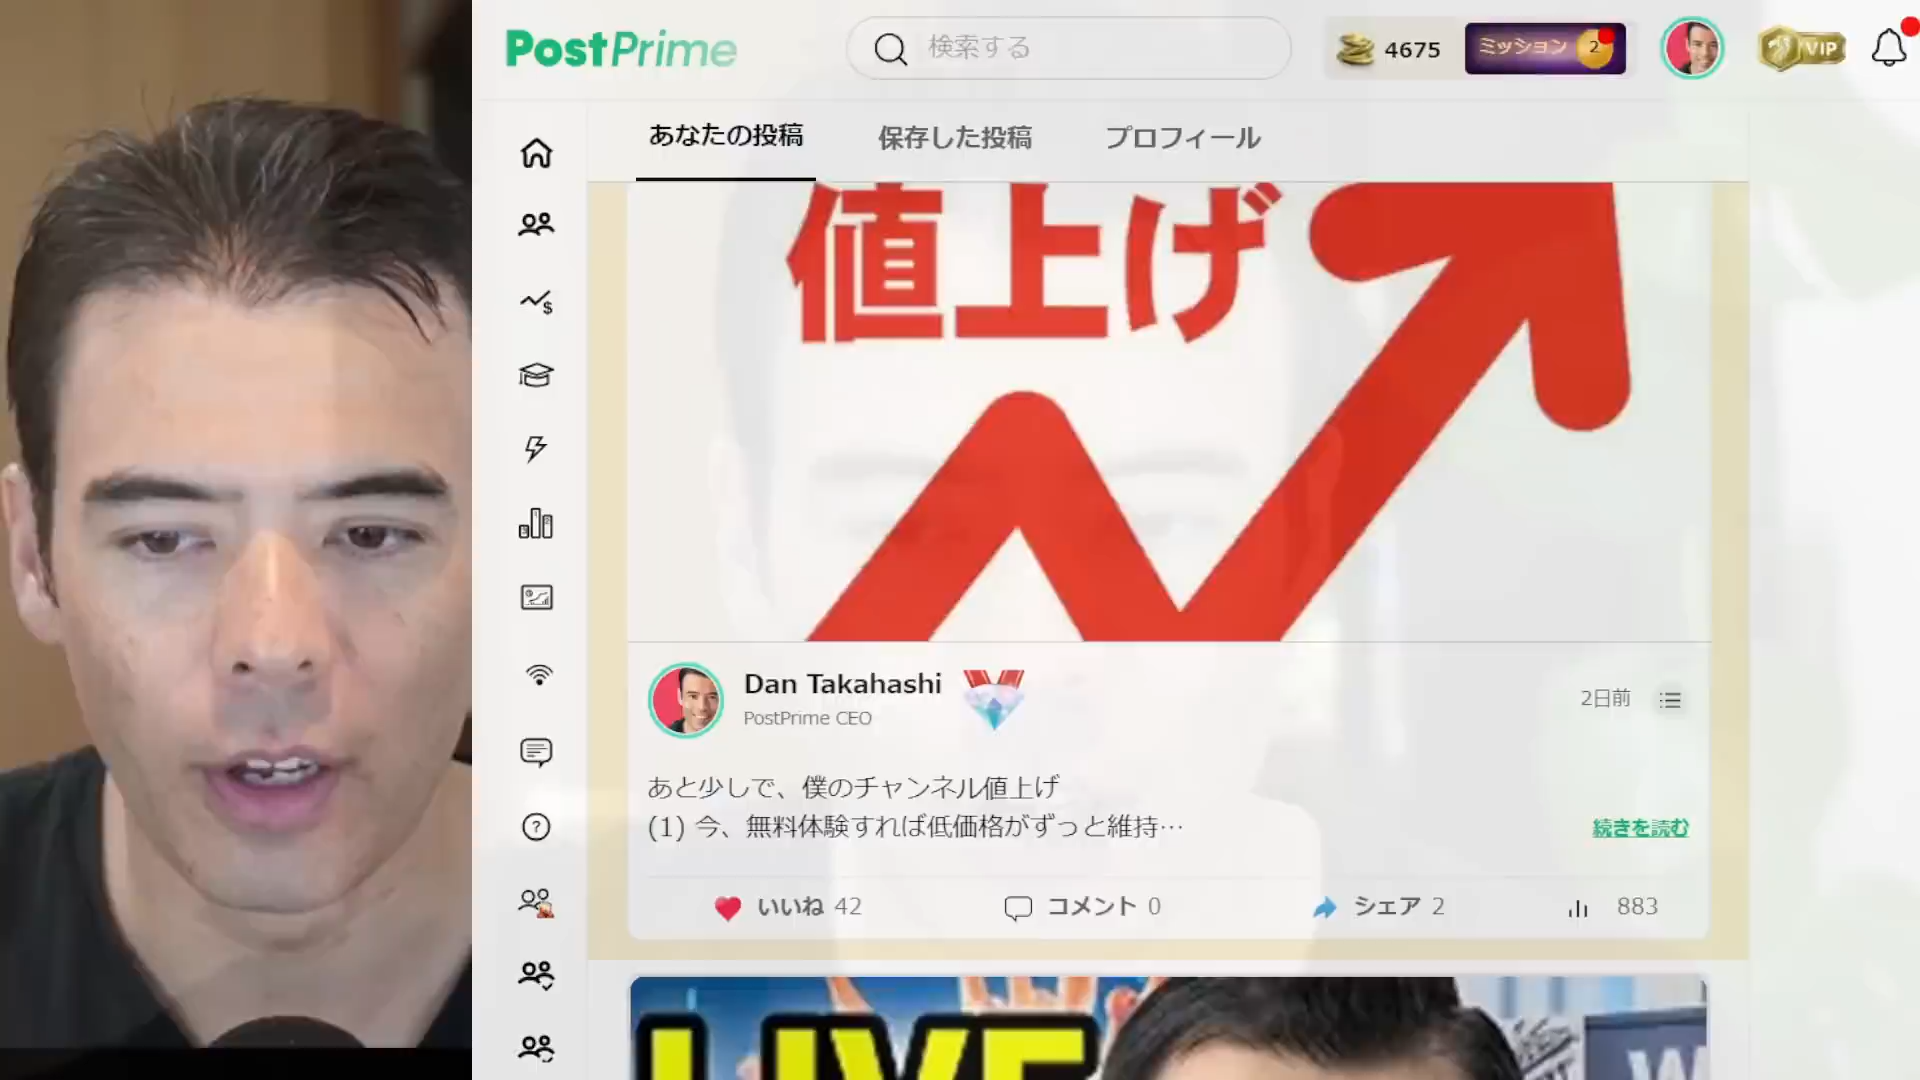 PostPrime
検索する
4675
ミッション
2
VIP
あなたの投稿
保存した投稿
プロフィール
値上げ
Dan Takahashi
PostPrime CEO
2日前
あと少しで、僕のチャンネル値上げ
(1) 今、無料体験すれば低価格がずっと維持…
続きを読む
いいね 42
コメント 0
シェア 2
883
LIVE
W